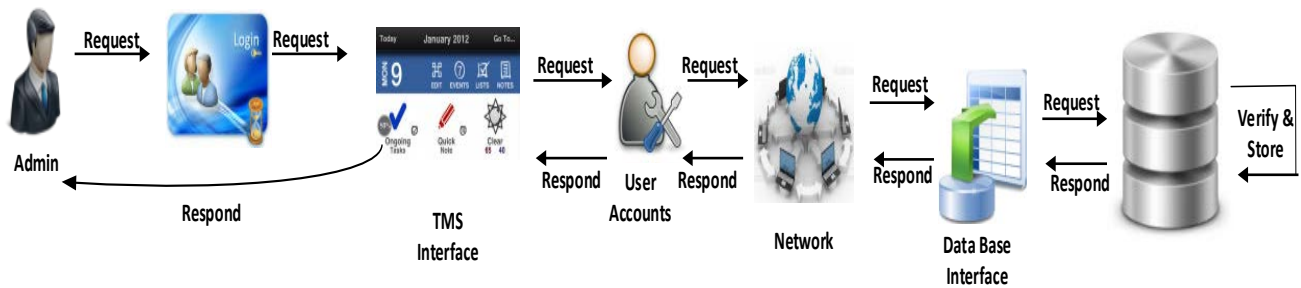 Request
Login
Request
Today January 2012 Go To...
MON 9
EDIT EVENTS LISTS NOTES
Ongoing Tasks
Quick Note
Clear
65 40
Request
Request
Request
Request
Verify & Store
Admin
Respond
TMS Interface
Respond
User Accounts
Respond
Network
Respond
Data Base Interface
Respond